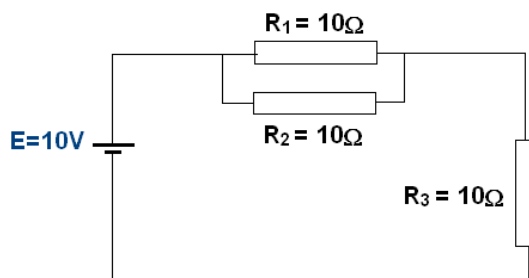 R₁ = 10Ω
R₂ = 10Ω
E=10V
R₃ = 10Ω